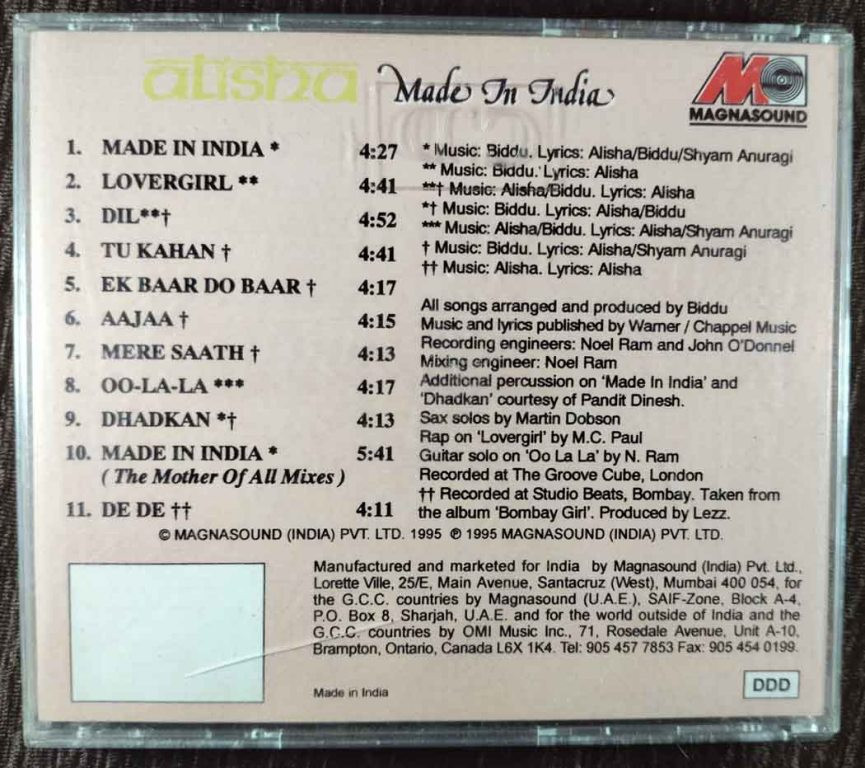 alisha Made In India
MAGNASOUND
1. MADE IN INDIA * 4:27
2. LOVERGIRL ** 4:41
3. DIL**† 4:52
4. TU KAHAN † 4:41
5. EK BAAR DO BAAR † 4:17
6. AAJAA † 4:15
7. MERE SAATH † 4:13
8. OO-LA-LA *** 4:17
9. DHADKAN *† 4:13
10. MADE IN INDIA * 5:41
( The Mother Of All Mixes )
11. DE DE †† 4:11
* Music: Biddu. Lyrics: Alisha/Biddu/Shyam Anuragi
** Music: Biddu. Lyrics: Alisha
**† Music: Alisha/Biddu. Lyrics: Alisha
*† Music: Biddu. Lyrics: Alisha/Biddu
*** Music: Alisha/Biddu. Lyrics: Alisha/Shyam Anuragi
† Music: Biddu. Lyrics: Alisha/Shyam Anuragi
†† Music: Alisha. Lyrics: Alisha
All songs arranged and produced by Biddu
Music and lyrics published by Warner / Chappel Music
Recording engineers: Noel Ram and John O'Donnel
Mixing engineer: Noel Ram
Additional percussion on 'Made In India' and
'Dhadkan' courtesy of Pandit Dinesh.
Sax solos by Martin Dobson
Rap on 'Lovergirl' by M.C. Paul
Guitar solo on 'Oo La La' by N. Ram
Recorded at The Groove Cube, London
†† Recorded at Studio Beats, Bombay. Taken from
the album 'Bombay Girl'. Produced by Lezz.
© MAGNASOUND (INDIA) PVT. LTD. 1995 ℗ 1995 MAGNASOUND (INDIA) PVT. LTD.
Manufactured and marketed for India by Magnasound (India) Pvt. Ltd.,
Lorette Ville, 25/E, Main Avenue, Santacruz (West), Mumbai 400 054, for
the G.C.C. countries by Magnasound (U.A.E.), SAIF-Zone, Block A-4,
P.O. Box 8, Sharjah, U.A.E. and for the world outside of India and the
G.C.C. countries by OMI Music Inc., 71, Rosedale Avenue, Unit A-10,
Brampton, Ontario, Canada L6X 1K4. Tel: 905 457 7853 Fax: 905 454 0199.
Made in India
DDD